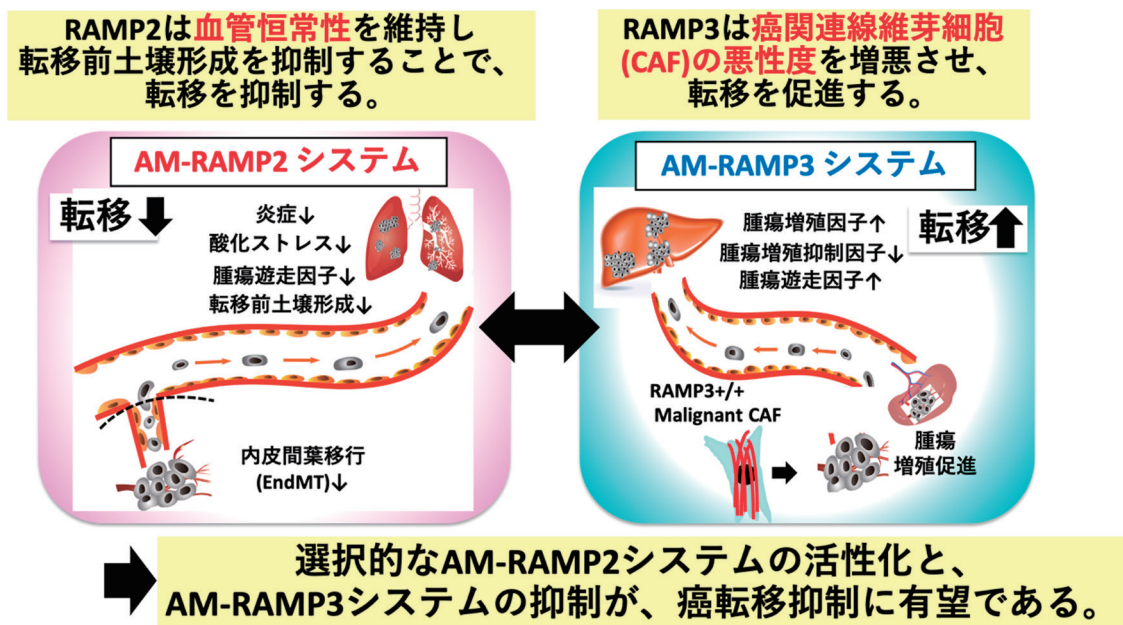 RAMP2は血管恒常性を維持し
転移前土壌形成を抑制することで、
転移を抑制する。
AM-RAMP2 システム
転移
炎症↓
酸化ストレス↓
腫瘍遊走因子↓
転移前土壌形成↓
内皮間葉移行
(EndMT)↓
RAMP3は癌関連線維芽細胞
(CAF)の悪性度を増悪させ、
転移を促進する。
AM-RAMP3 システム
腫瘍増殖因子↑
腫瘍増殖抑制因子↓
腫瘍遊走因子↑
転移
RAMP3+/+
Malignant CAF
腫瘍
増殖促進
選択的なAM-RAMP2システムの活性化と、
AM-RAMP3システムの抑制が、癌転移抑制に有望である。